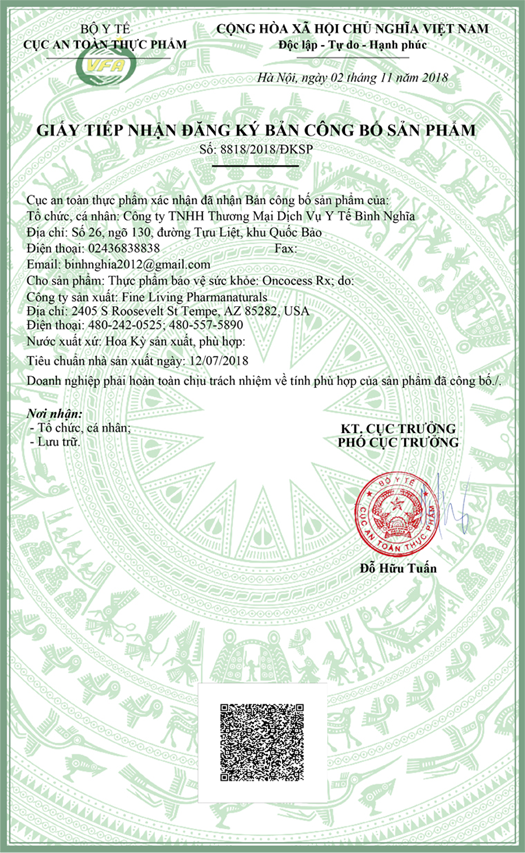 BỘ Y TẾ
CỤC AN TOÀN THỰC PHẨM
VFA
CỘNG HÒA XÃ HỘI CHỦ NGHĨA VIỆT NAM
Độc lập - Tự do - Hạnh phúc
Hà Nội, ngày 02 tháng 11 năm 2018
GIẤY TIẾP NHẬN ĐĂNG KÝ BẢN CÔNG BỐ SẢN PHẨM
Số: 8818/2018/ĐKSP
Cục an toàn thực phẩm xác nhận đã nhận Bản công bố sản phẩm của:
Tổ chức, cá nhân: Công ty TNHH Thương Mại Dịch Vụ Y Tế Bình Nghĩa
Địa chỉ: Số 26, ngõ 130, đường Tựu Liệt, khu Quốc Bảo
Điện thoại: 02436838838 Fax:
Email: binhnghia2012@gmail.com
Cho sản phẩm: Thực phẩm bảo vệ sức khỏe: Oncocess Rx; do:
Công ty sản xuất: Fine Living Pharmanaturals
Địa chỉ: 2405 S Roosevelt St Tempe, AZ 85282, USA
Điện thoại: 480-242-0525; 480-557-5890
Nước xuất xứ: Hoa Kỳ sản xuất, phù hợp:
Tiêu chuẩn nhà sản xuất ngày: 12/07/2018
Doanh nghiệp phải hoàn toàn chịu trách nhiệm về tính phù hợp của sản phẩm đã công bố./.
Nơi nhận:
- Tổ chức, cá nhân;
- Lưu trữ.
KT. CỤC TRƯỞNG
PHÓ CỤC TRƯỞNG
BỘ Y TẾ
CỤC AN TOÀN THỰC PHẨM
Đỗ Hữu Tuấn